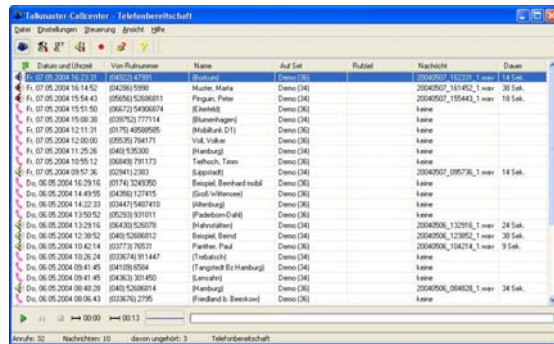 Talkmaster-Callcenter - Telefonbereitschaft
Datei Einstellungen Steuerung Ansicht Hilfe
Datum und Uhrzeit Von Rufnummer Name Auf Set Rufziel Nachricht Dauer
Fr, 07.05.2004 16:23:31 (04922) 47991 (Borkum) Demo (36) 20040507_162331_1.wav 14 Sek.
Fr, 07.05.2004 16:14:52 (04286) 5998 Muster, Maria Demo (34) 20040507_161452_1.wav 38 Sek.
Fr, 07.05.2004 15:54:43 (05656) 52686811 Pinguin, Peter Demo (34) 20040507_155443_1.wav 18 Sek.
Fr, 07.05.2004 15:51:50 (06672) 54906874 (Eiterfeld) Demo (36) keine
Fr, 07.05.2004 15:08:38 (039752) 777114 (Blumenhagen) Demo (34) keine
Fr, 07.05.2004 12:11:31 (0175) 48588585 (Mobilfunk D1) Demo (36) keine
Fr, 07.05.2004 12:00:00 (05535) 784171 Voll, Volker Demo (36) keine
Fr, 07.05.2004 11:25:26 (040) 535300 (Hamburg) Demo (34) keine
Fr, 07.05.2004 10:55:12 (06849) 791173 Tiefhoch, Timm Demo (36) keine
Fr, 07.05.2004 09:57:36 (02941) 2383 (Lippstadt) Demo (34) 20040507_095736_1.wav 14 Sek.
Do, 06.05.2004 16:29:16 (0174) 3249350 Beispiel, Bernhard mobil Demo (36) keine
Do, 06.05.2004 14:49:55 (04356) 127415 (Groß Wittensee) Demo (36) keine
Do, 06.05.2004 14:22:33 (03447) 5487410 (Altenburg) Demo (36) keine
Do, 06.05.2004 13:50:52 (05293) 931011 (Paderborn-Dahl) Demo (36) keine
Do, 06.05.2004 13:29:16 (06430) 526078 (Hahnstätten) Demo (34) 20040506_132916_1.wav 24 Sek.
Do, 06.05.2004 12:38:52 (040) 52686812 Beispiel, Bernd Demo (34) 20040506_123852_1.wav 38 Sek.
Do, 06.05.2004 10:42:14 (03773) 76531 Panther, Paul Demo (36) 20040506_104214_1.wav 9 Sek.
Do, 06.05.2004 10:26:24 (033674) 911447 (Trebatsch) Demo (34) keine
Do, 06.05.2004 09:41:45 (04109) 6584 (Tangstedt Bz Hamburg) Demo (34) keine
Do, 06.05.2004 09:41:45 (04363) 301450 (Lensahn) Demo (34) keine
Do, 06.05.2004 08:48:28 (040) 52686814 (Hamburg) Demo (36) 20040506_084828_1.wav 34 Sek.
Do, 06.05.2004 08:06:43 (033676) 2795 (Friedland b. Beeskow) Demo (36) keine
00:00 00:13
Anrufe: 32 Nachrichten: 10 davon ungehört: 3 Telefonbereitschaft